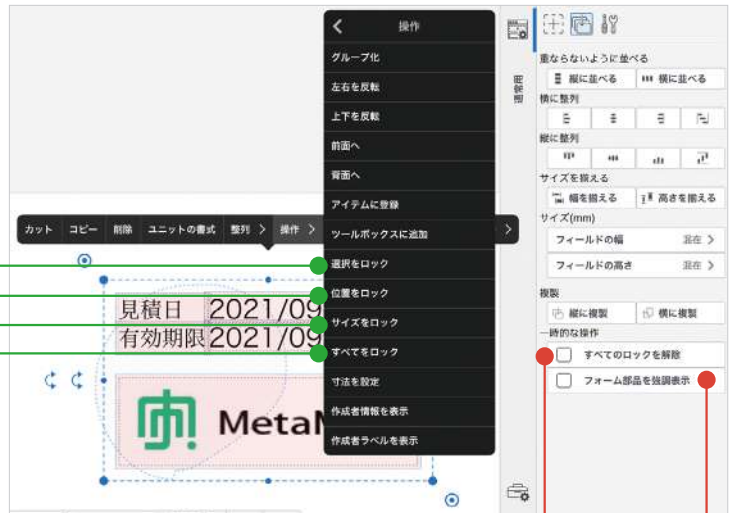 操作
グループ化
左右を反転
上下を反転
前面へ
背面へ
アイテムに登録
ツールボックスに追加
選択をロック
位置をロック
サイズをロック
すべてをロック
寸法を設定
作成者情報を表示
作成者ラベルを表示
カット コピー 削除 ユニットの書式 整列 > 操作 >
見積日 2021/09
有効期限 2021/09
MetaM
通常用
重ならないように並べる
縦に並べる 横に並べる
横に整列
縦に整列
サイズを揃える
幅を揃える 高さを揃える
サイズ(mm)
フィールドの幅 混在 >
フィールドの高さ 混在 >
複製
縦に複製 横に複製
一時的な操作
すべてのロックを解除
フォーム部品を強調表示